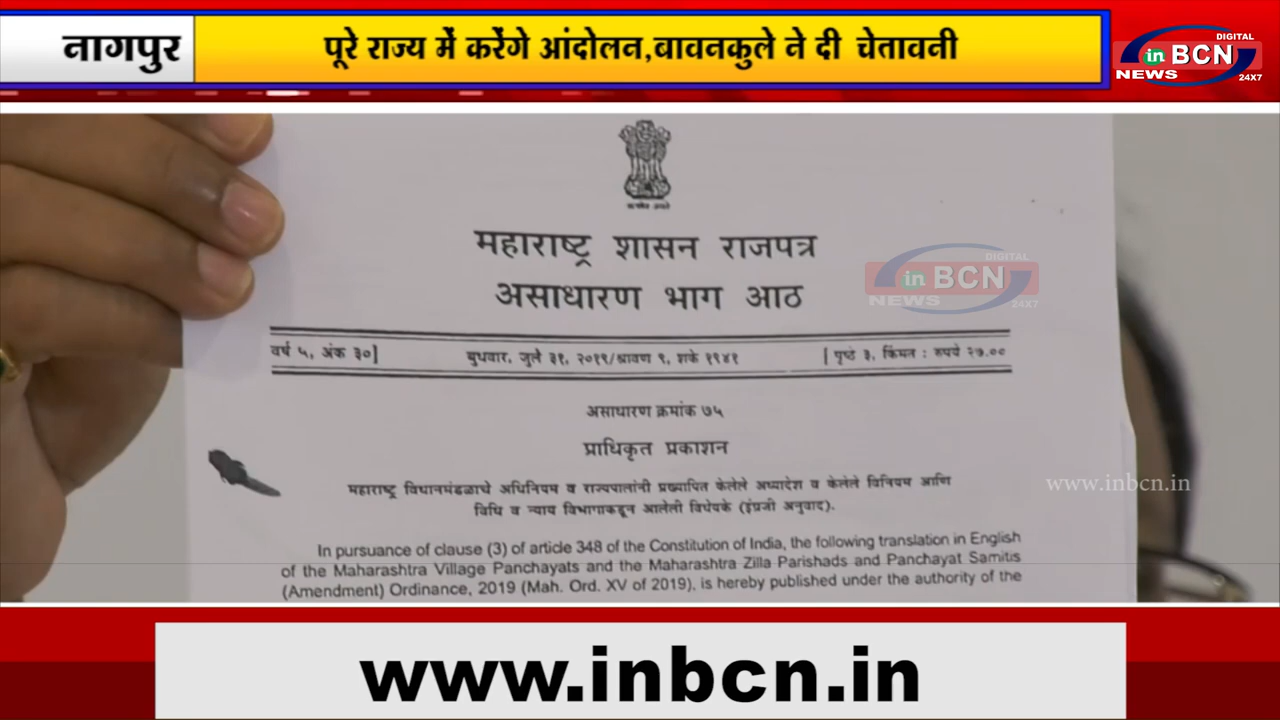 नागपुर
पूरे राज्य में करेंगे आंदोलन,बावनकुले ने दी चेतावनी
DIGITAL
in BCN
NEWS 24X7
महाराष्ट्र शासन राजपत्र
असाधारण भाग आठ
DIGITAL
in BCN
NEWS 24X7
वर्ष ५, अंक ३०]
बुधवार, जुलै ३१, २०१९/श्रावण ९, शके १९४१
[ पृष्ठे ३, किंमत : रुपये २७.००
असाधारण क्रमांक ७५
प्राधिकृत प्रकाशन
महाराष्ट्र विधानमंडळाचे अधिनियम व राज्यपालांनी प्रख्यापित केलेले अध्यादेश व केलेले विनियम आणि
विधि व न्याय विभागाकडून आलेली विधेयके (इंग्रजी अनुवाद).
www.inbcn.in
In pursuance of clause (3) of article 348 of the Constitution of India, the following translation in English
of the Maharashtra Village Panchayats and the Maharashtra Zilla Parishads and Panchayat Samitis
(Amendment) Ordinance, 2019 (Mah. Ord. XV of 2019), is hereby published under the authority of the
www.inbcn.in